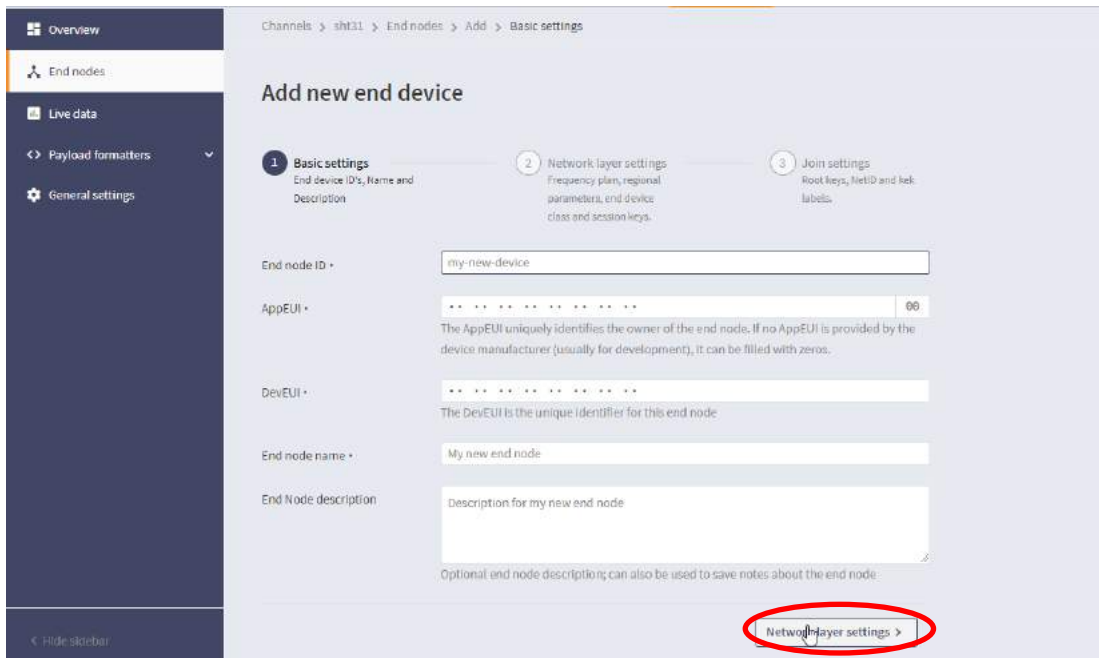 Overview
End nodes
Live data
<> Payload formatters
General settings
< Hide sidebar
Channels > sht31 > End nodes > Add > Basic settings
Add new end device
1 Basic settings
End device ID's, Name and
Description
2 Network layer settings
Frequency plan, regional
parameters, end device
class and session keys.
3 Join settings
Root keys, NetID and kek
labels.
End node ID •
my-new-device
AppEUI •
•• •• •• •• •• •• •• ••
00
The AppEUI uniquely identifies the owner of the end node. If no AppEUI is provided by the
device manufacturer (usually for development), it can be filled with zeros.
DevEUI •
•• •• •• •• •• •• •• ••
The DevEUI is the unique identifier for this end node
End node name •
My new end node
End Node description
Description for my new end node
Optional end node description; can also be used to save notes about the end node
Network layer settings >